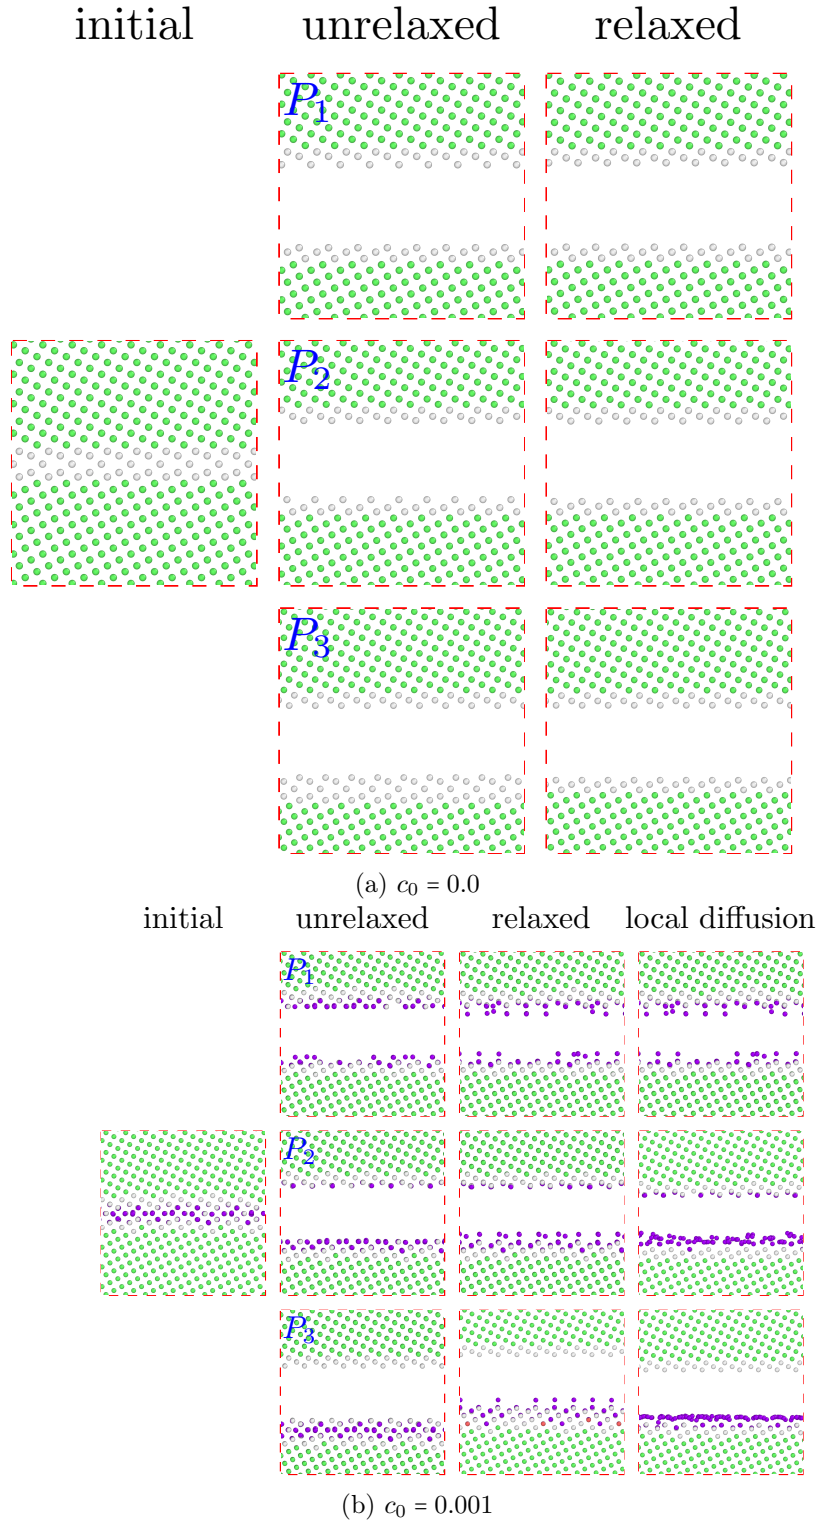 initial unrelaxed relaxed
P₁
P₂
P₃
(a) c₀ = 0.0
initial unrelaxed relaxed local diffusion
P₁
P₂
P₃
(b) c₀ = 0.001